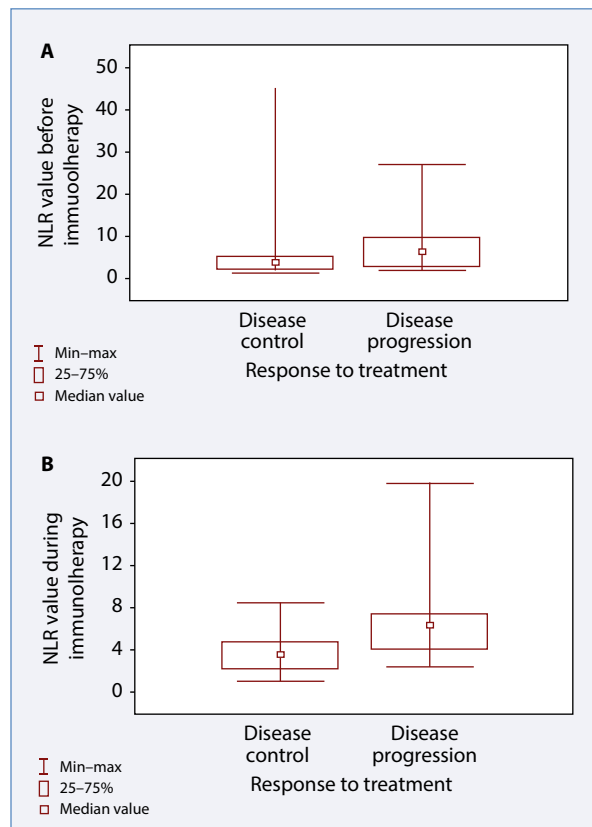 A
NLR value before
immuoolherapy
50
40
30
20
10
0
Disease
control
Disease
progression
Response to treatment
Min–max
25–75%
Median value
B
NLR value during
immunolherapy
20
16
12
8
4
0
Disease
control
Disease
progression
Response to treatment
Min–max
25–75%
Median value